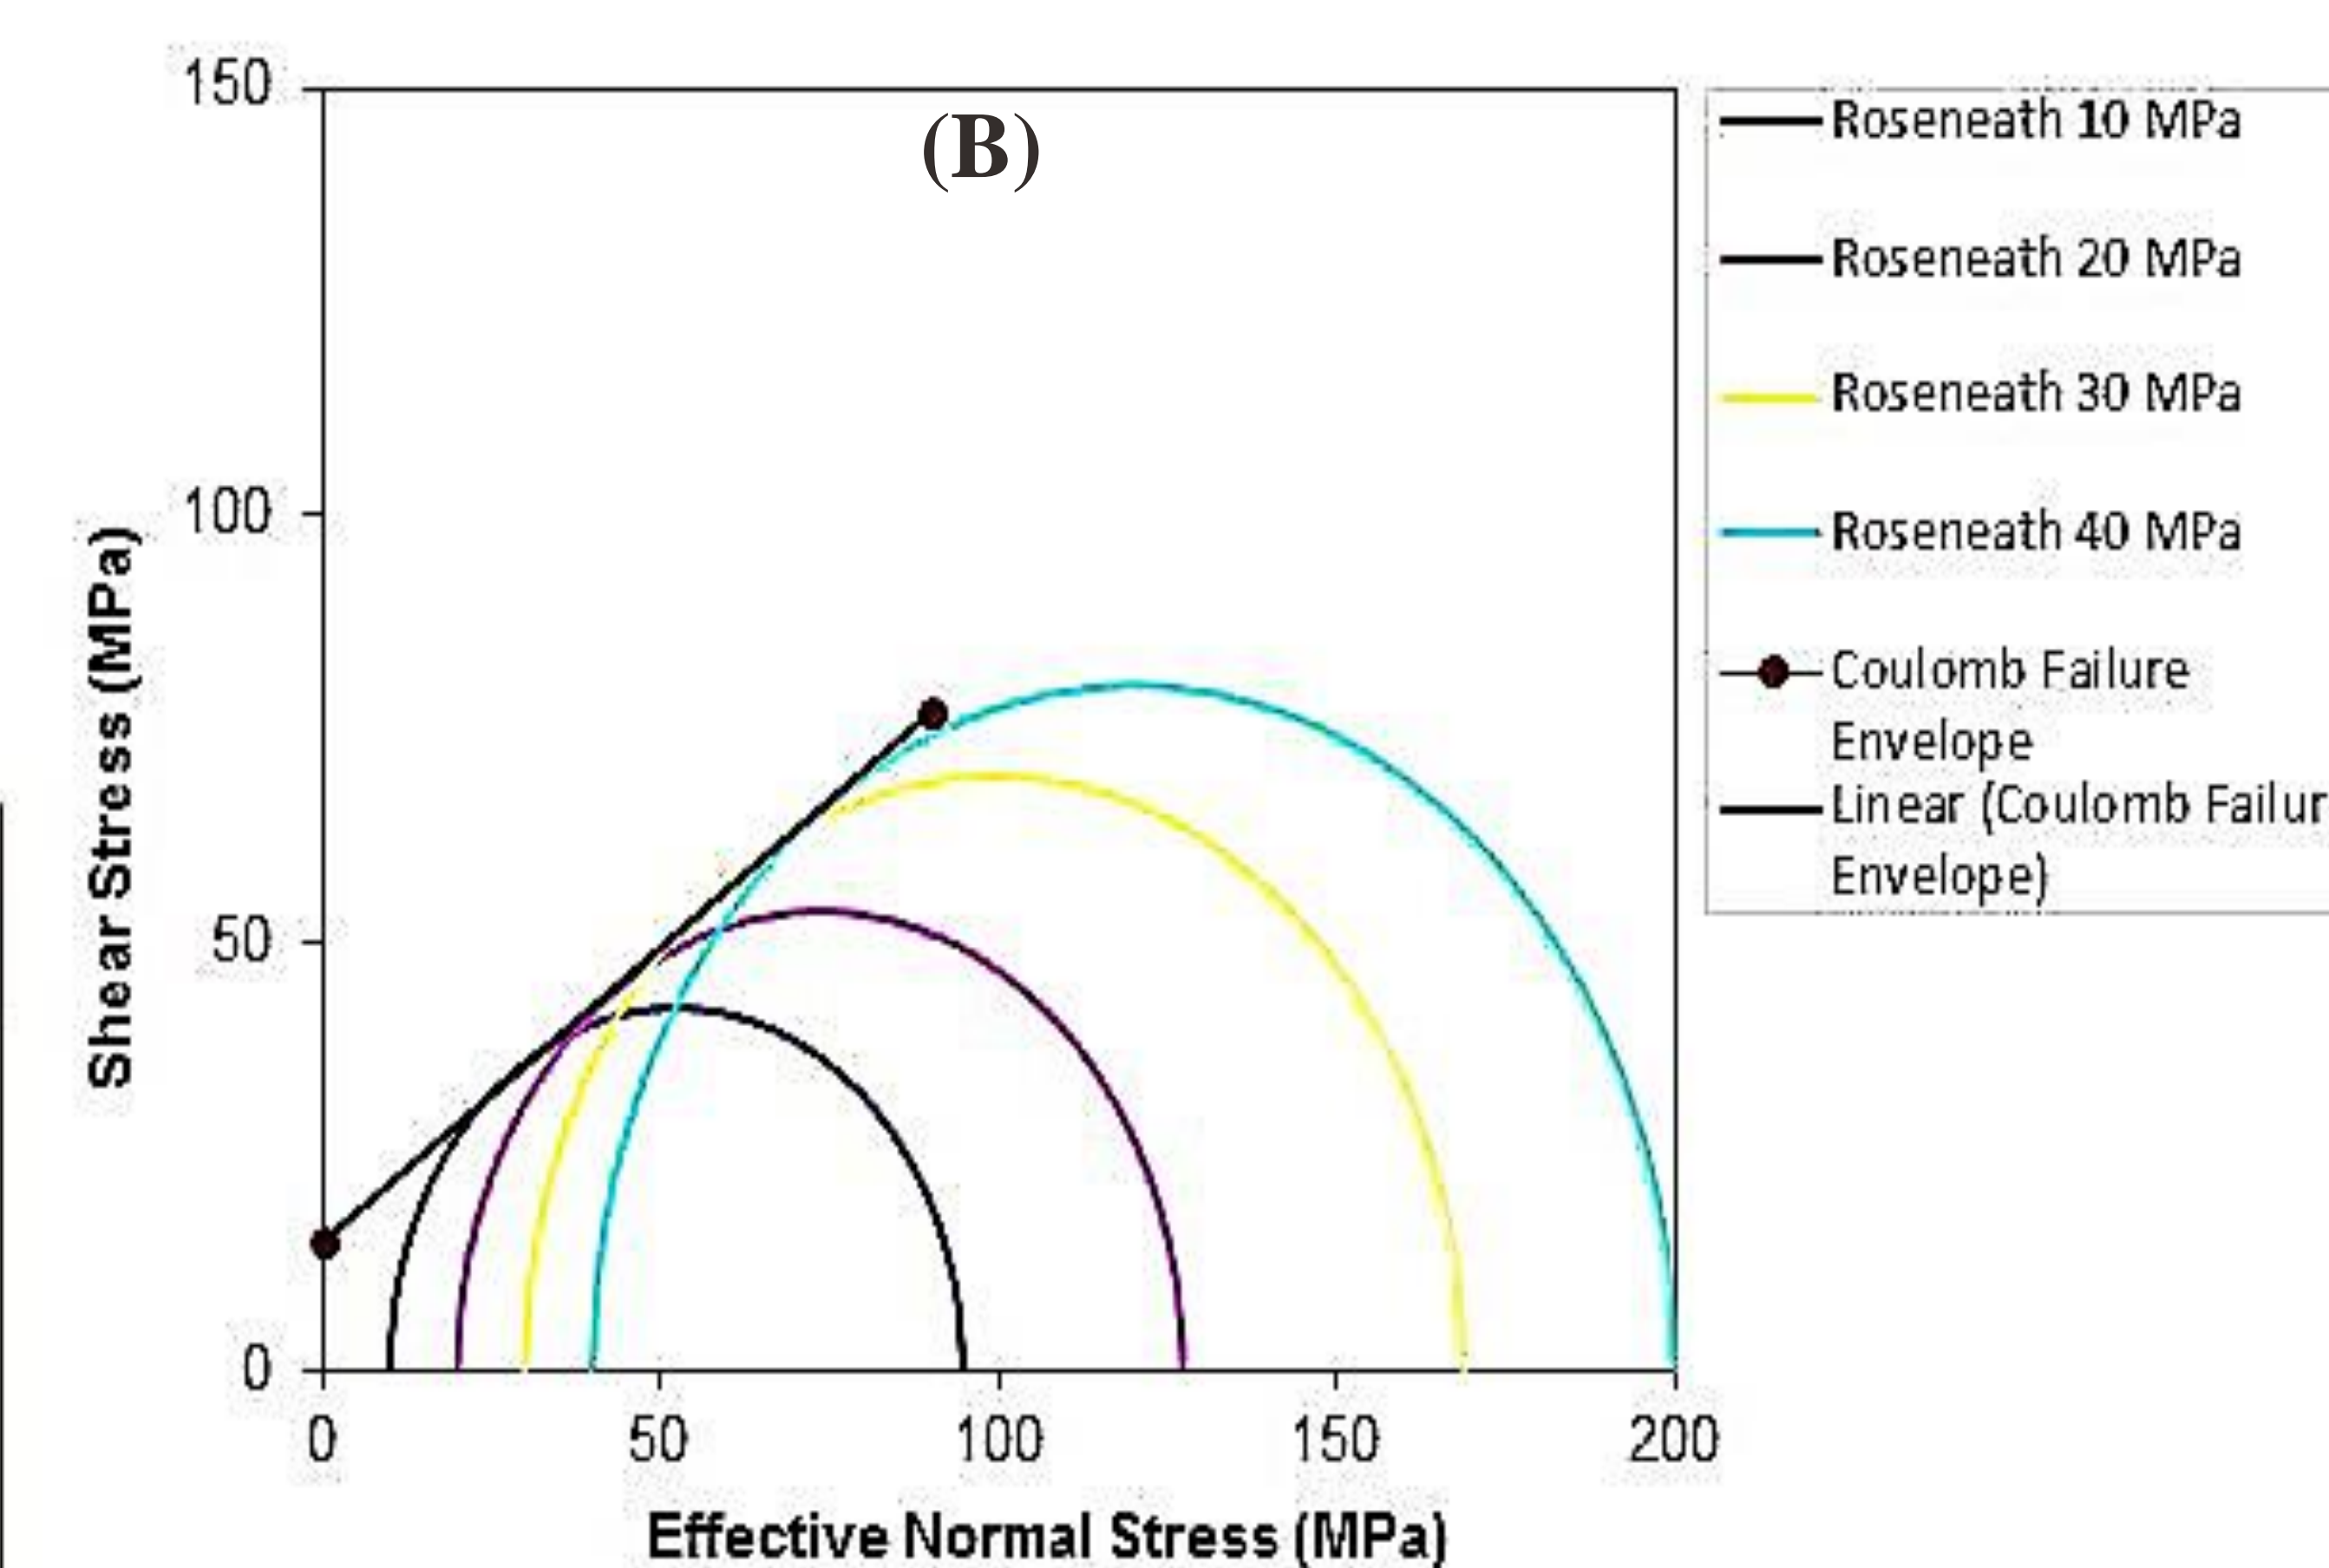 (B)
150
100
50
0
Shear Stress (MPa)
0 50 100 150 200
Effective Normal Stress (MPa)
Roseneath 10 MPa
Roseneath 20 MPa
Roseneath 30 MPa
Roseneath 40 MPa
Coulomb Failure
Envelope
Linear (Coulomb Failur
Envelope)